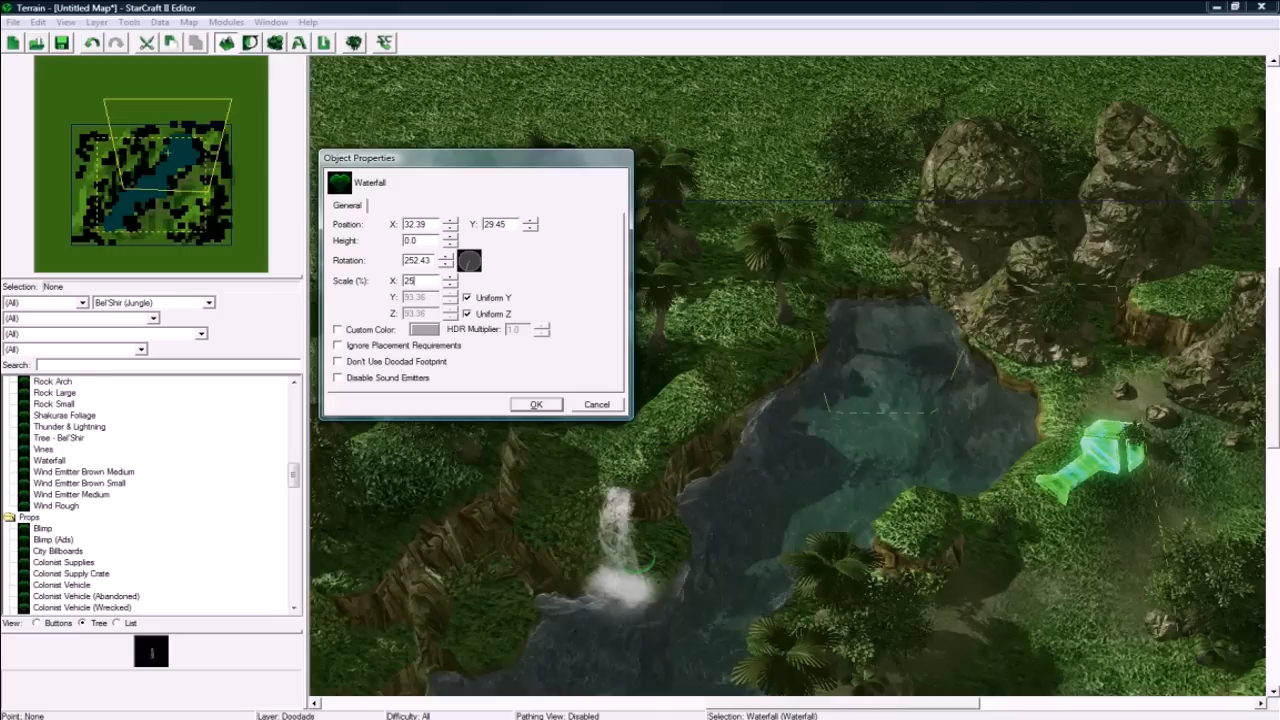 Terrain - [Untitled Map*] - StarCraft II Editor
File Edit View Layer Tools Data Map Modules Window Help
Object Properties
Waterfall
General
Position: X: 32.39 Y: 29.45
Height: 0.0
Rotation: 252.43
Scale (%): X: 25
Y: 93.36 Uniform Y
Z: 93.36 Uniform Z
Custom Color: HDR Multiplier: 1.0
Ignore Placement Requirements
Don't Use Doodad Footprint
Disable Sound Emitters
OK Cancel
Selection: None
(All) Bel'Shir (Jungle)
(All)
(All)
(All)
Search:
Rock Arch
Rock Large
Rock Small
Shakuras Foliage
Thunder & Lightning
Tree - Bel'Shir
Vines
Waterfall
Wind Emitter Brown Medium
Wind Emitter Brown Small
Wind Emitter Medium
Wind Rough
Props
Blimp
Blimp (Ads)
City Billboards
Colonist Supplies
Colonist Supply Crate
Colonist Vehicle
Colonist Vehicle (Abandoned)
Colonist Vehicle (Wrecked)
View: Buttons Tree List
Point: None Layer: Doodads Difficulty: All Pathing View: Disabled Selection: Waterfall (Waterfall)